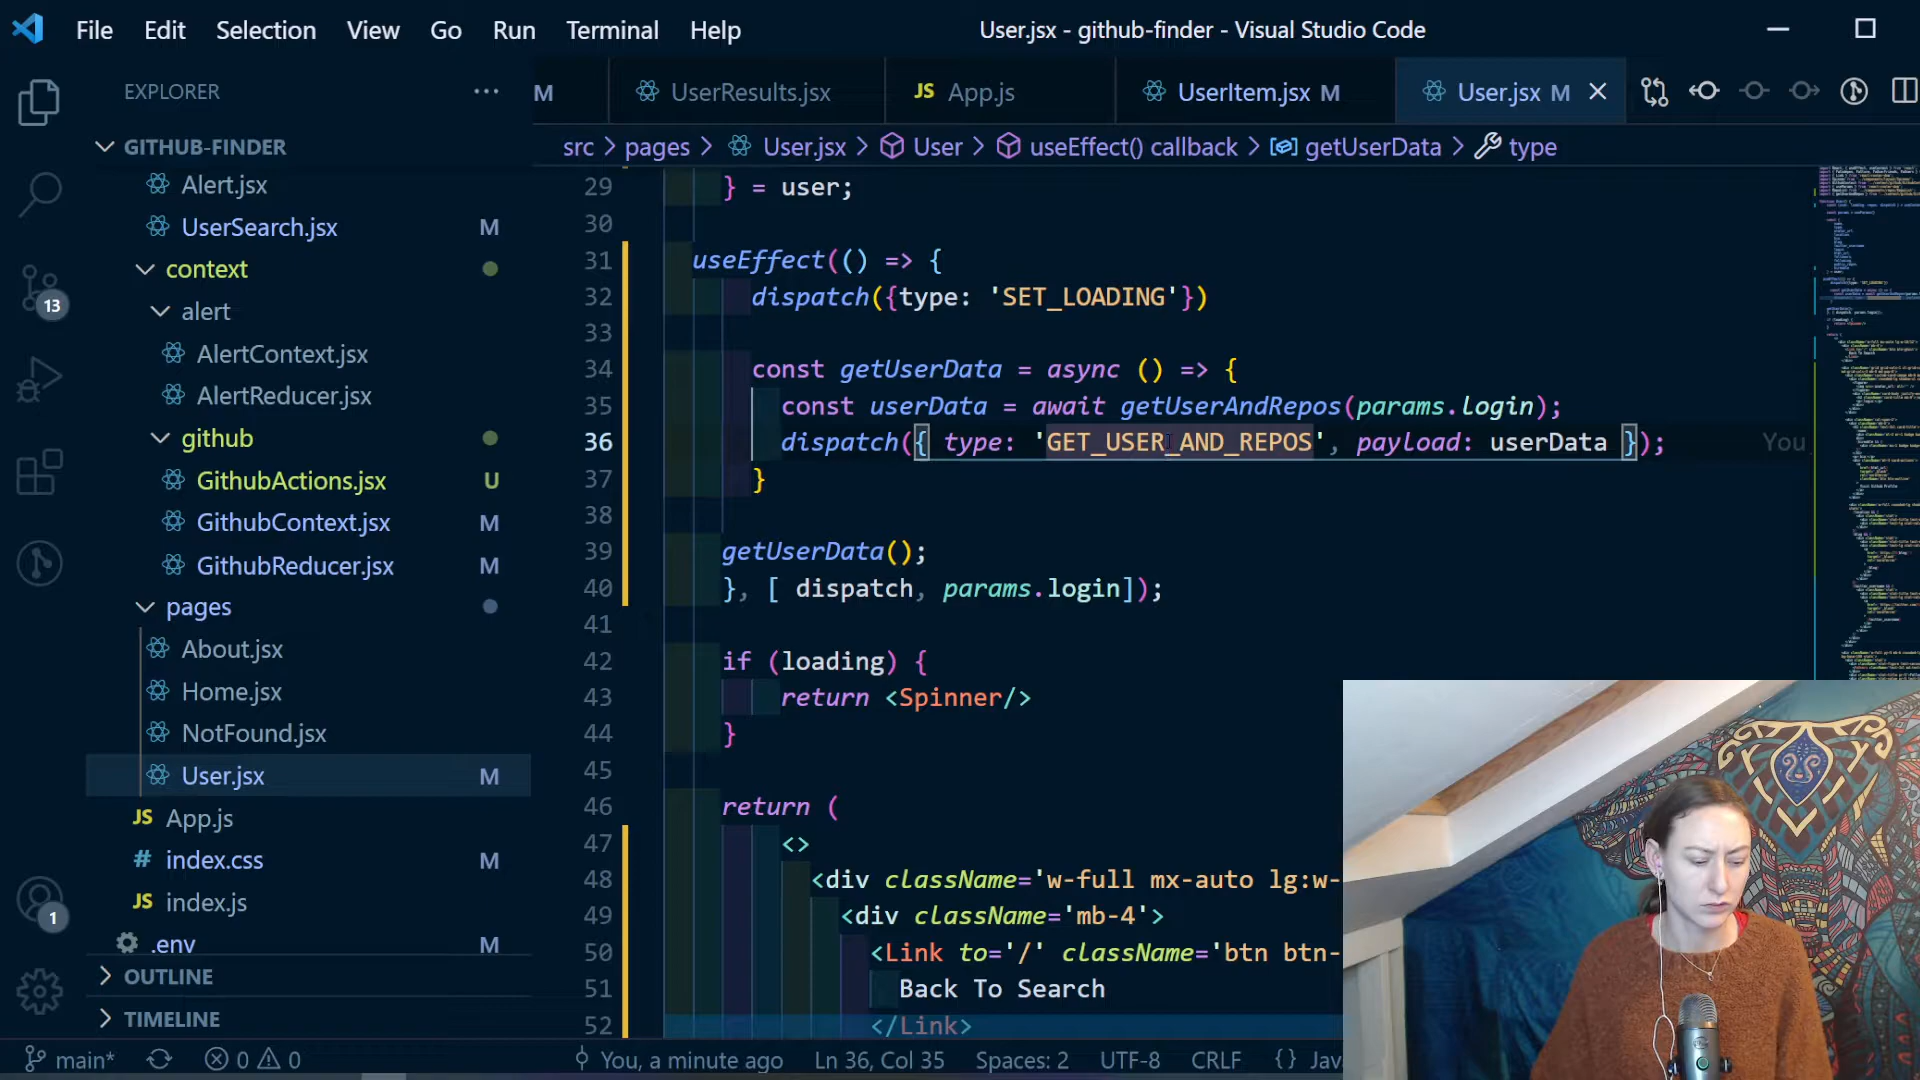 File Edit Selection View Go Run Terminal Help
User.jsx - github-finder - Visual Studio Code
EXPLORER
M
UserResults.jsx
JS App.js
UserItem.jsx M
User.jsx M
src > pages > User.jsx > User > useEffect() callback > getUserData > type
GITHUB-FINDER
Alert.jsx
UserSearch.jsx M
context
alert
AlertContext.jsx
AlertReducer.jsx
github
GithubActions.jsx U
GithubContext.jsx M
GithubReducer.jsx M
pages
About.jsx
Home.jsx
NotFound.jsx
User.jsx M
JS App.js
# index.css M
JS index.js
.env M
OUTLINE
TIMELINE
13
1
29 } = user;
30
31 useEffect(() => {
32 dispatch({type: 'SET_LOADING'})
33
34 const getUserData = async () => {
35 const userData = await getUserAndRepos(params.login);
36 dispatch({ type: 'GET_USER_AND_REPOS', payload: userData }); You
37 }
38
39 getUserData();
40 }, [ dispatch, params.login]);
41
42 if (loading) {
43 return <Spinner/>
44 }
45
46 return (
47 <>
48 <div className='w-full mx-auto lg:w-
49 <div className='mb-4'>
50 <Link to='/' className='btn btn-
51 Back To Search
52 </Link>
main* 0 0 You, a minute ago Ln 36, Col 35 Spaces: 2 UTF-8 CRLF {} Jav